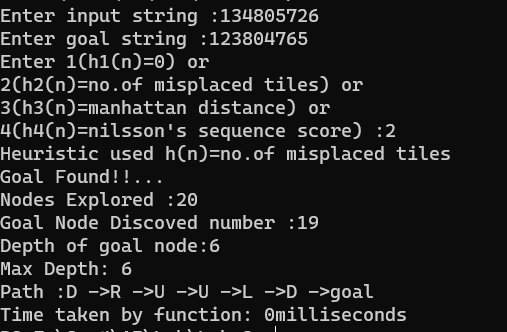 Enter input string :134805726
Enter goal string :123804765
Enter 1(h1(n)=0) or
2(h2(n)=no.of misplaced tiles) or
3(h3(n)=manhattan distance) or
4(h4(n)=nilsson's sequence score) :2
Heuristic used h(n)=no.of misplaced tiles
Goal Found!!...
Nodes Explored :20
Goal Node Discoved number :19
Depth of goal node:6
Max Depth: 6
Path :D ->R ->U ->U ->L ->D ->goal
Time taken by function: 0milliseconds